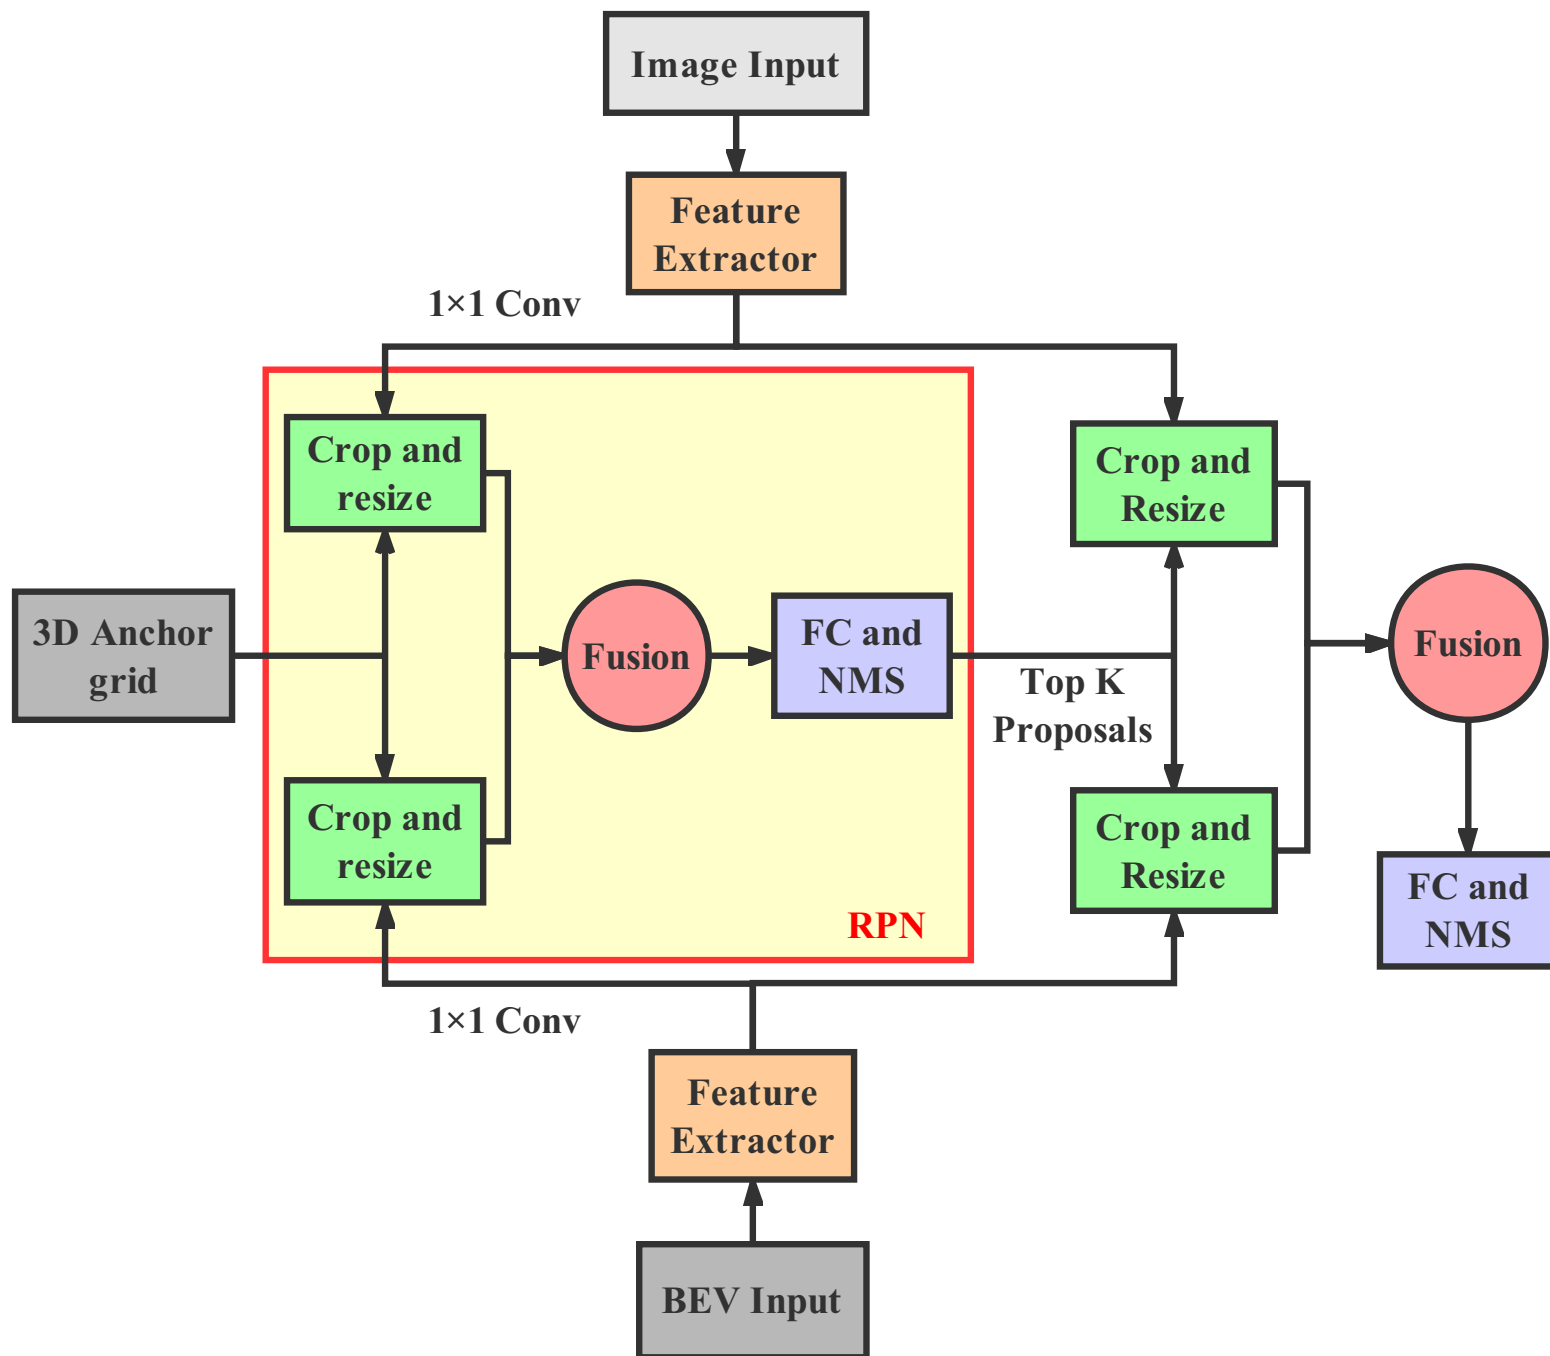 Image Input
Feature
Extractor
1×1 Conv
Crop and
resize
Crop and
Resize
3D Anchor
grid
Fusion
FC and
NMS
Top K
Proposals
Fusion
Crop and
resize
Crop and
Resize
FC and
NMS
RPN
1×1 Conv
Feature
Extractor
BEV Input